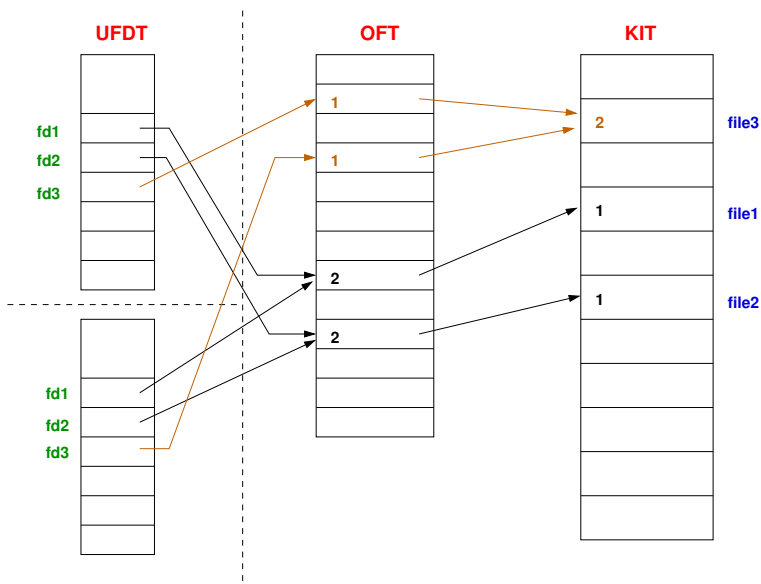 UFDT OFT KIT
1
fd1 2 file3
fd2 1
fd3
1 file1
2
1 file2
2
fd1
fd2
fd3